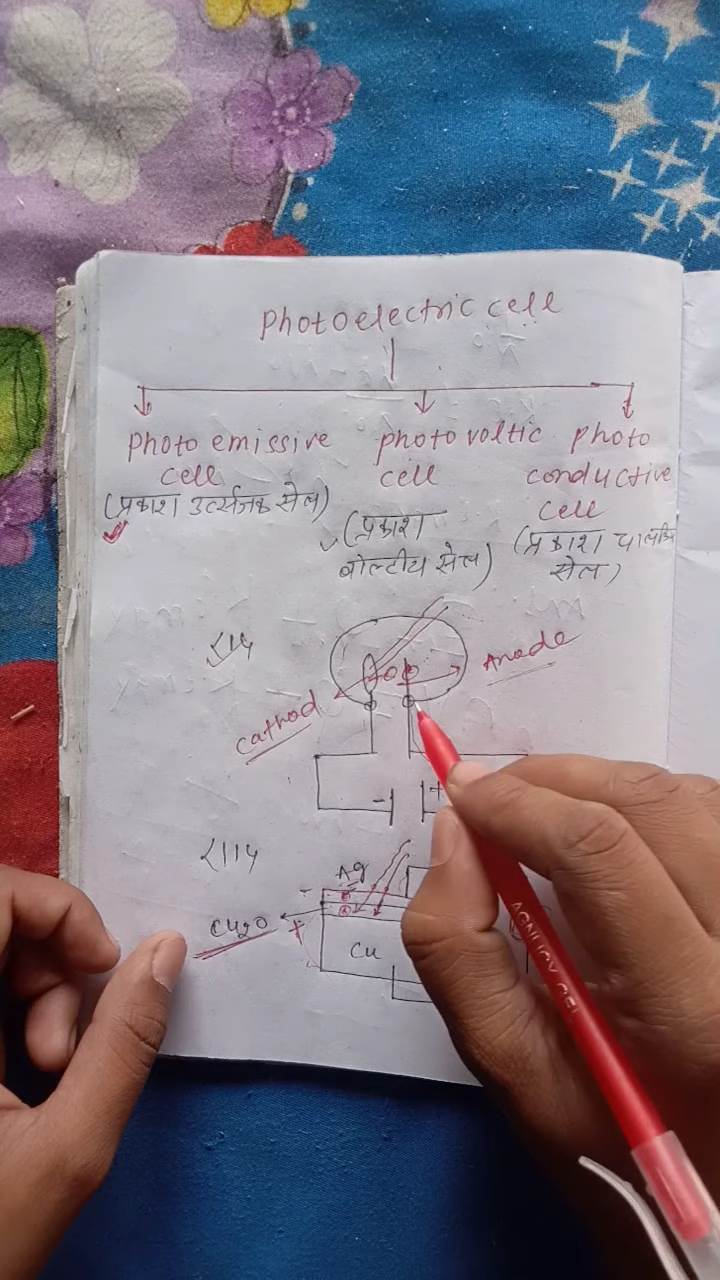 Photoelectric cell
Photo emissive
cell
(प्रकाश उत्सर्जक सेल)
photo voltic
cell
(प्रकाश
वोल्टीय सेल)
photo
conductive
cell
(प्रकाश चालकीय
सेल)
Anode
Cathod
-
+
Ag
-
Cu2O
+
Cu